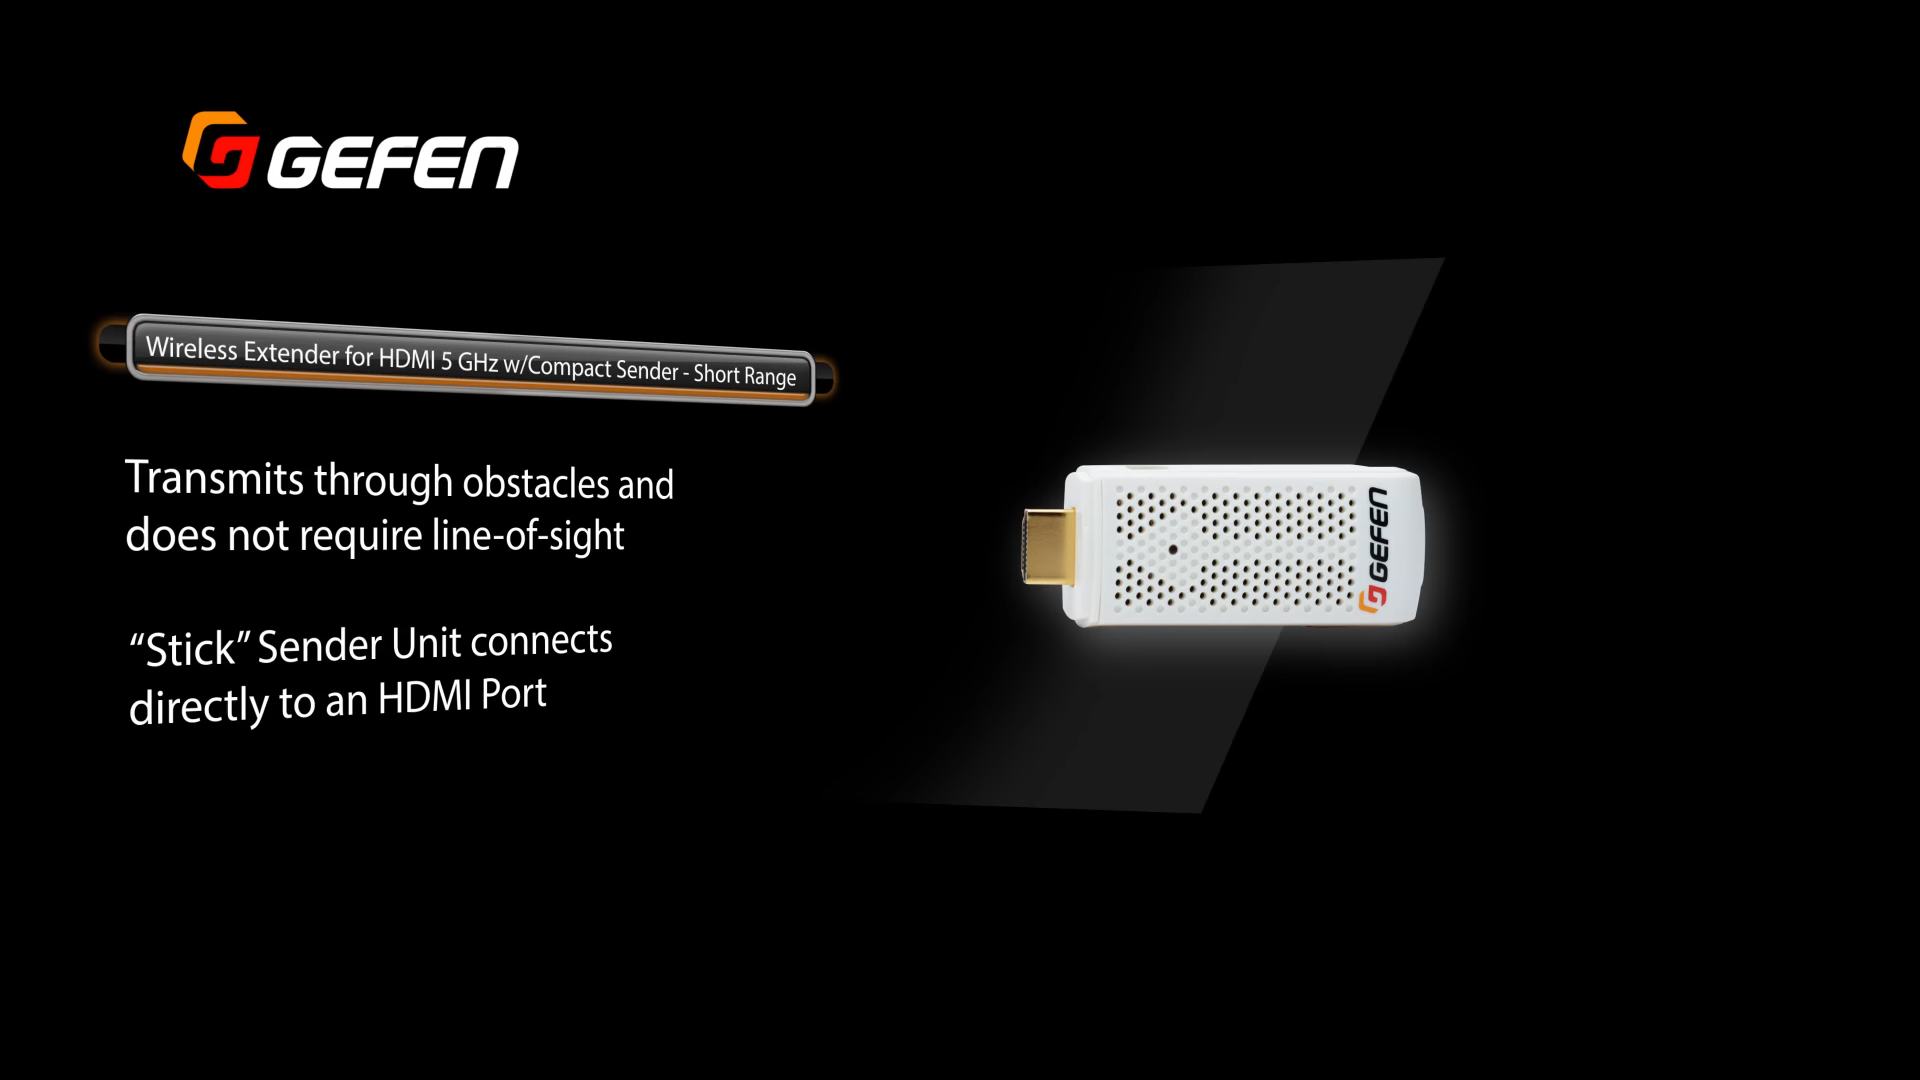 GEFEN
Wireless Extender for HDMI 5 GHz w/Compact Sender - Short Range
Transmits through obstacles and
does not require line-of-sight
“Stick” Sender Unit connects
directly to an HDMI Port
GEFEN